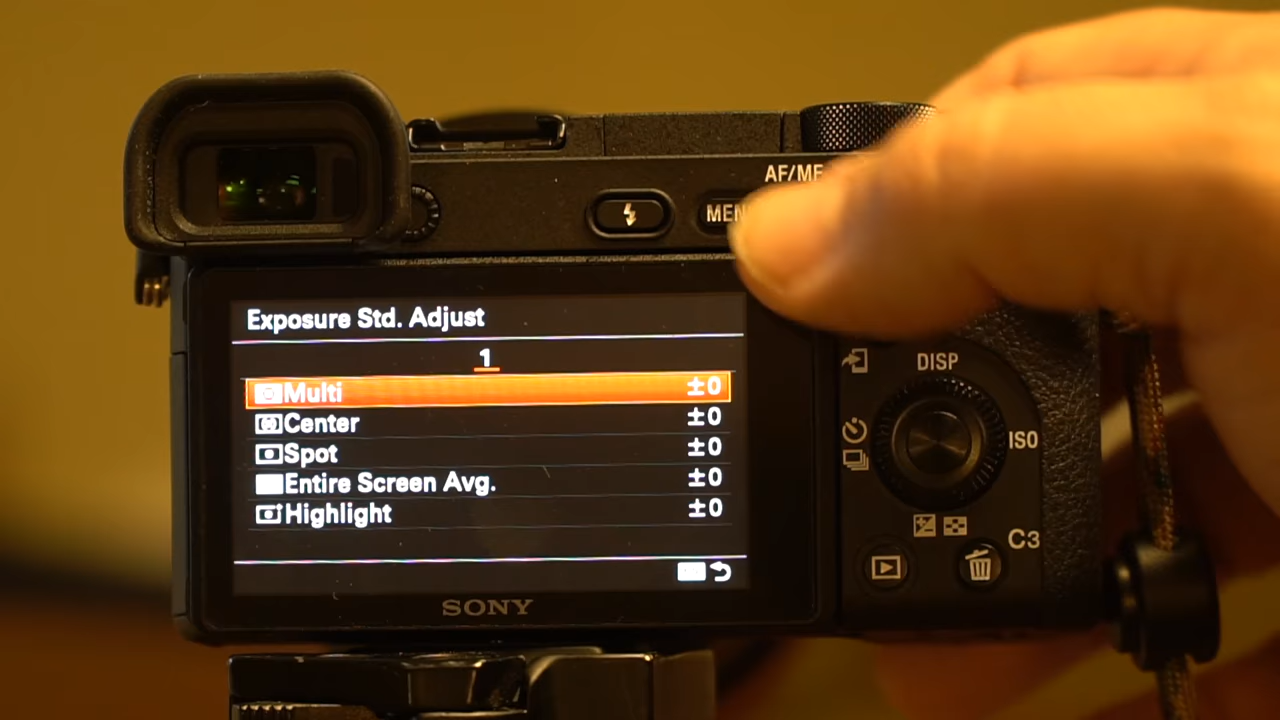 AF/MF
MEN
Exposure Std. Adjust
1
Multi ±0
Center ±0
Spot ±0
Entire Screen Avg. ±0
Highlight ±0
SONY
DISP
ISO
C3